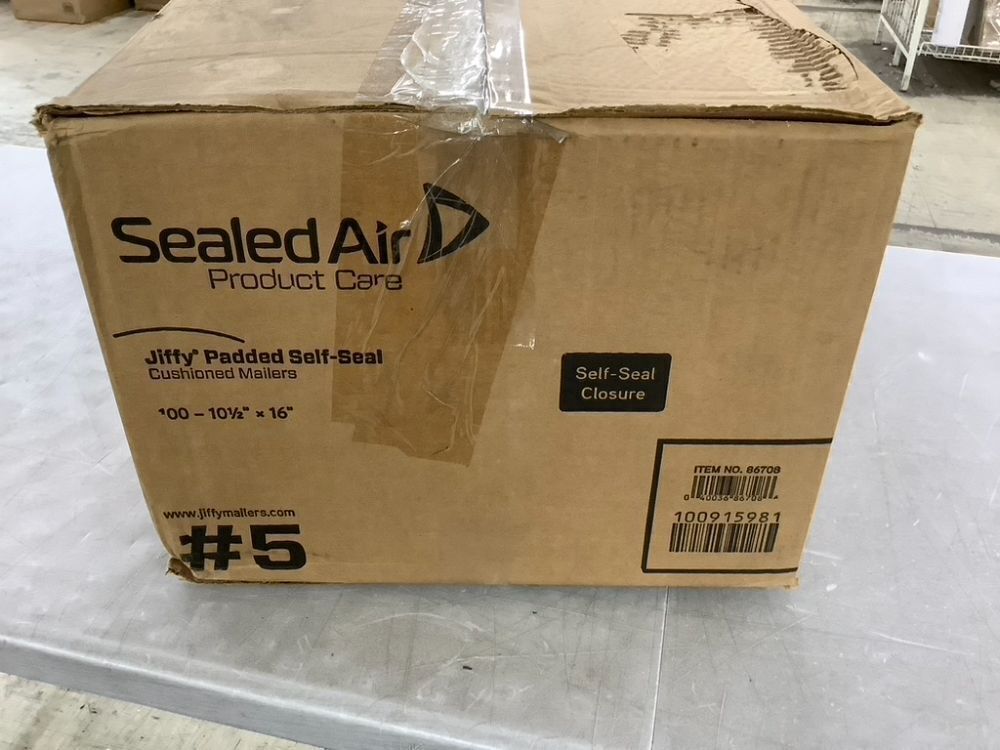 Sealed Air
Product Care
Jiffy® Padded Self-Seal
Cushioned Mailers
100 – 10½" × 16"
Self-Seal
Closure
www.jiffymailers.com
#5
ITEM NO. 86708
100915981